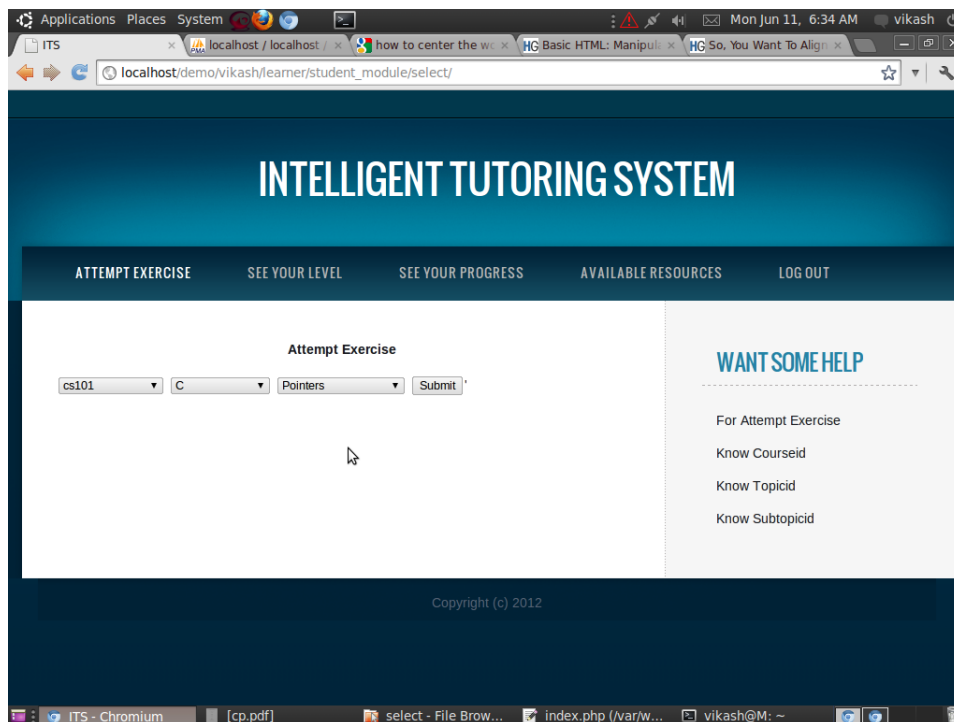 Applications Places System Mon Jun 11, 6:34 AM vikash
ITS localhost / localhost / how to center the wo Basic HTML: Manipula HG So, You Want To Align
localhost/demo/vikash/learner/student_module/select/
INTELLIGENT TUTORING SYSTEM
ATTEMPT EXERCISE SEE YOUR LEVEL SEE YOUR PROGRESS AVAILABLE RESOURCES LOG OUT
Attempt Exercise
cs101 C Pointers Submit '
WANT SOME HELP
For Attempt Exercise
Know Courseid
Know Topicid
Know Subtopicid
Copyright (c) 2012
ITS - Chromium [cp.pdf] select - File Brow... index.php (/var/w... vikash@M: ~